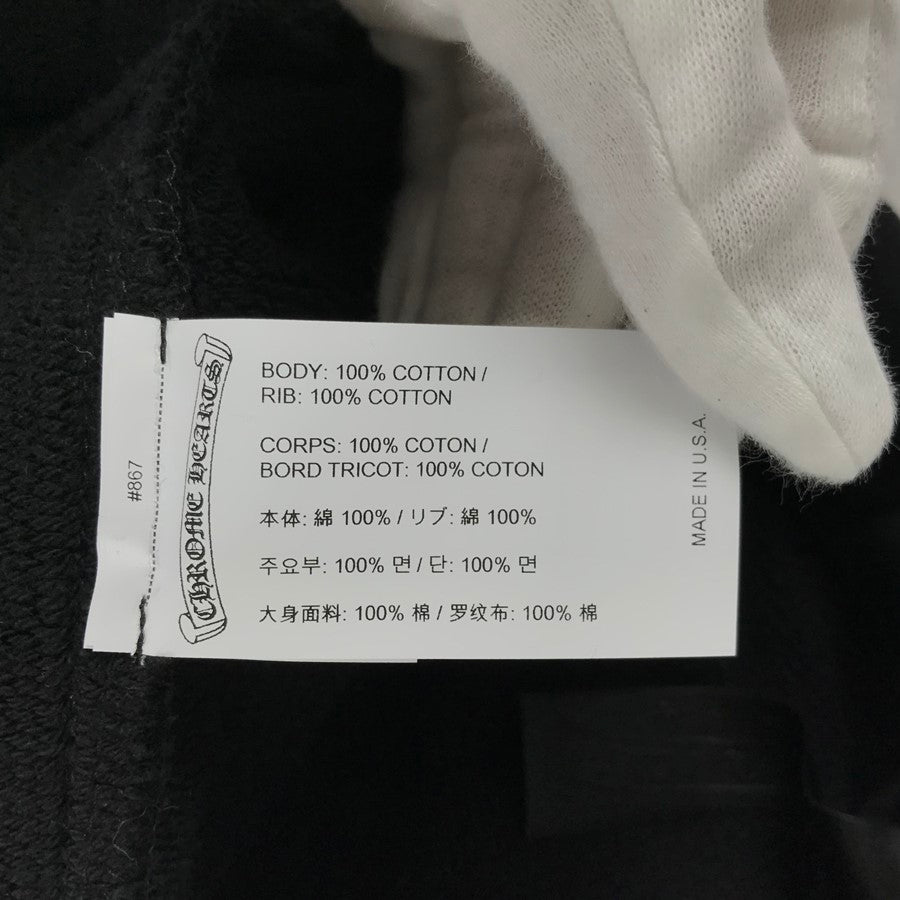 #867
CHROME HEARTS
BODY: 100% COTTON /
RIB: 100% COTTON
CORPS: 100% COTON /
BORD TRICOT: 100% COTON
本体: 綿 100% / リブ: 綿 100%
주요부: 100% 면 / 단: 100% 면
大身面料: 100% 棉 / 罗纹布: 100% 棉
MADE IN U.S.A.